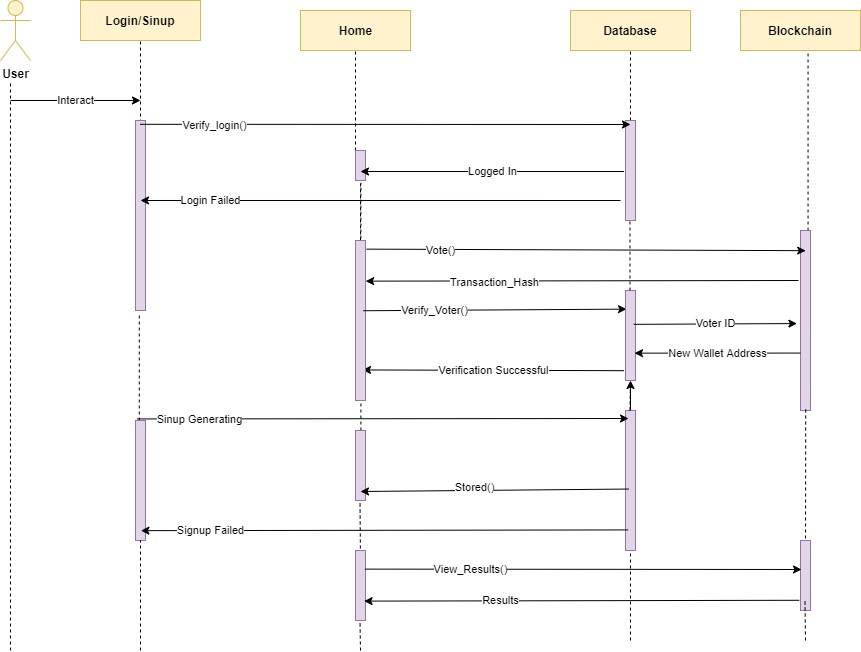 Login/Sinup
Home
Database
Blockchain
User
Interact
Verify_login()
Logged In
Login Failed
Vote()
Transaction_Hash
Verify_Voter()
Voter ID
New Wallet Address
Verification Successful
Sinup Generating
Stored()
Signup Failed
View_Results()
Results